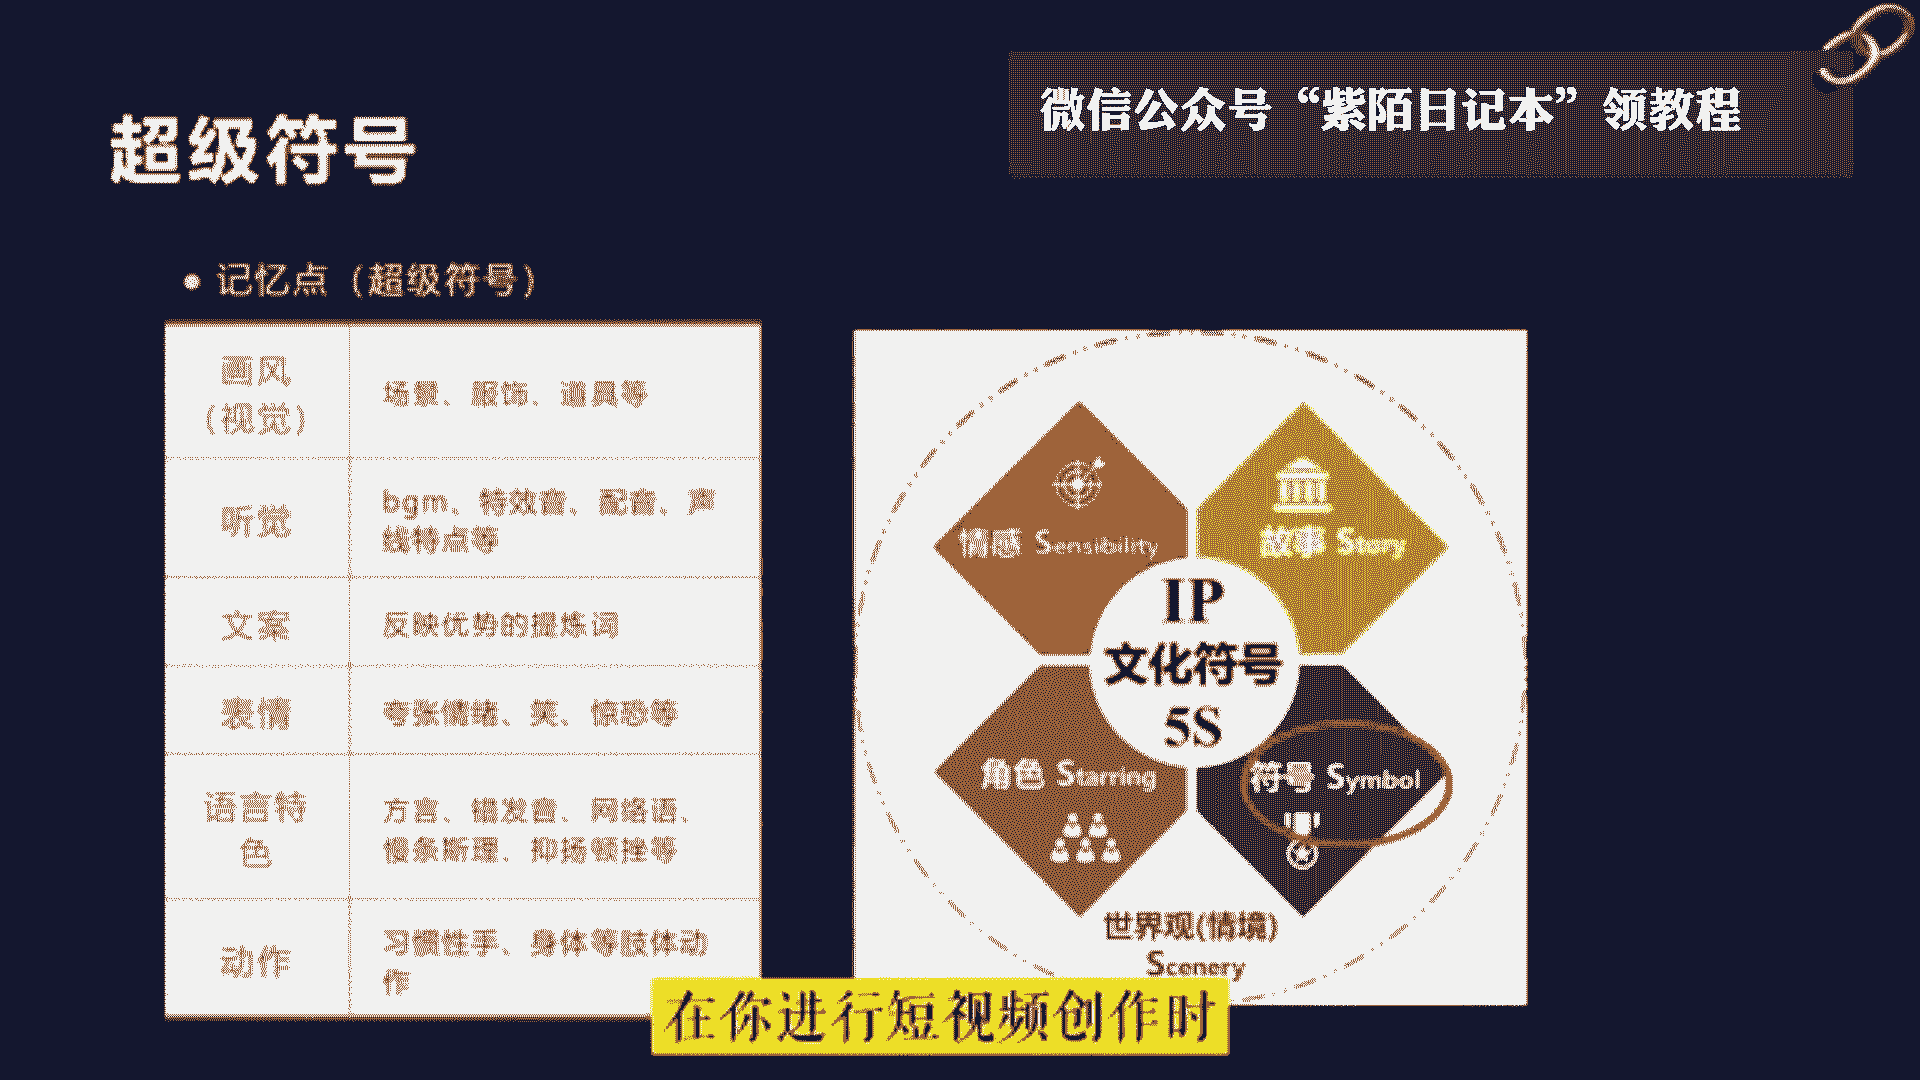 微信公众号“紫陌日记本”领教程
超级符号
• 记忆点（超级符号）
画风
（视觉）
场景、服饰、道具等
听觉
bgm、特效音、配音、声
线特点等
文案
反映优势的提炼词
表情
夸张情绪、笑、惊恐等
语言特
色
方言、错发音、网络语、
慢条斯理、抑扬顿挫等
动作
习惯性手、身体等肢体动
作
情感 Sensibility
故事 Story
IP
文化符号
5S
角色 Starring
符号 Symbol
世界观(情境)
Scenery
在你进行短视频创作时